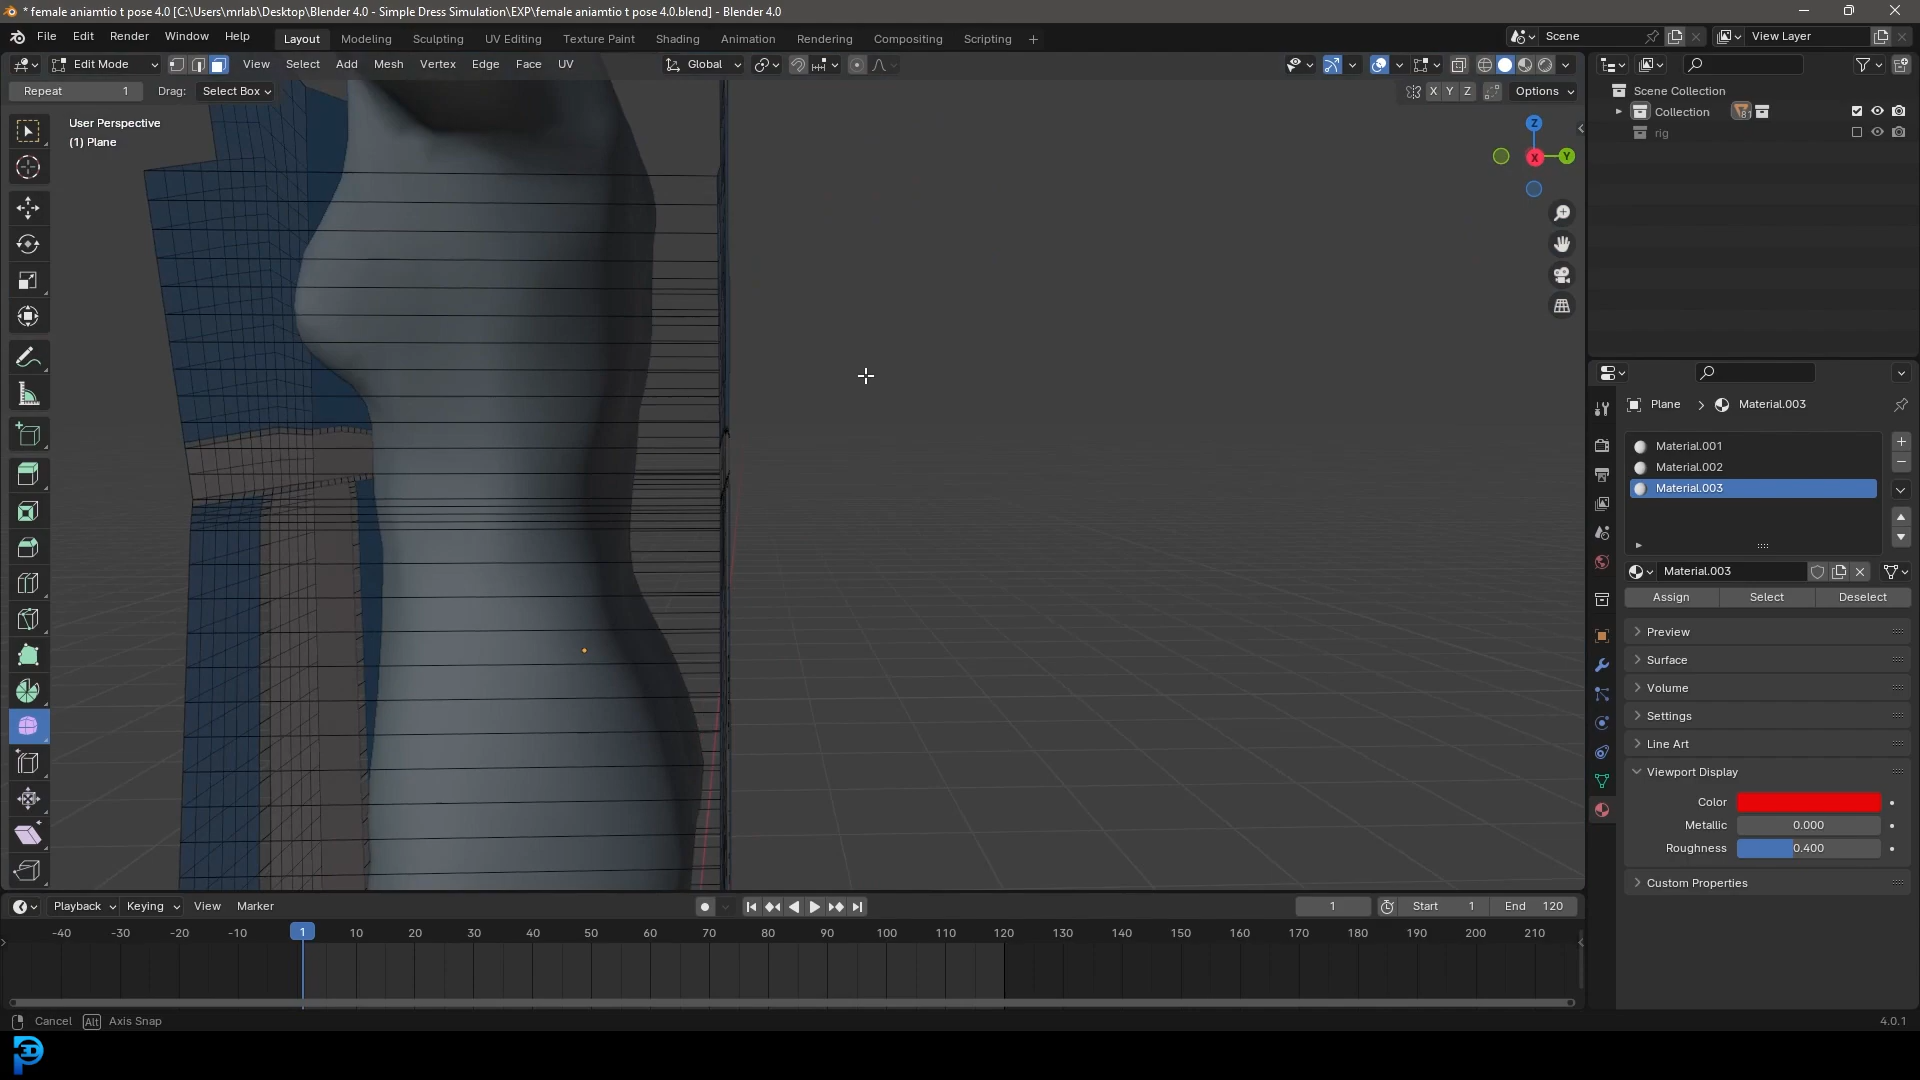 * female aniamtio t pose 4.0 [C:\Users\mrlab\Desktop\Blender 4.0 - Simple Dress Simulation\EXP\female aniamtio t pose 4.0.blend] - Blender 4.0
File Edit Render Window Help Layout Modeling Sculpting UV Editing Texture Paint Shading Animation Rendering Compositing Scripting + Scene View Layer
Edit Mode View Select Add Mesh Vertex Edge Face UV Global
Repeat 1 Drag: Select Box X Y Z Options
User Perspective
(1) Plane
Z
X
Y
Scene Collection
Collection 81
rig
Plane > Material.003
Material.001
Material.002
Material.003
Material.003
Assign Select Deselect
Preview
Surface
Volume
Settings
Line Art
Viewport Display
Color
Metallic 0.000
Roughness 0.400
Custom Properties
Playback Keying View Marker 1 Start 1 End 120
-40 -30 -20 -10 1 10 20 30 40 50 60 70 80 90 100 110 120 130 140 150 160 170 180 190 200 210
Cancel Alt Axis Snap 4.0.1